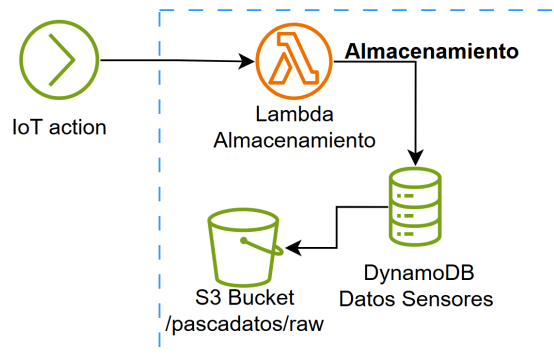 Almacenamiento
IoT action
Lambda
Almacenamiento
DynamoDB
Datos Sensores
S3 Bucket
/pascadatos/raw